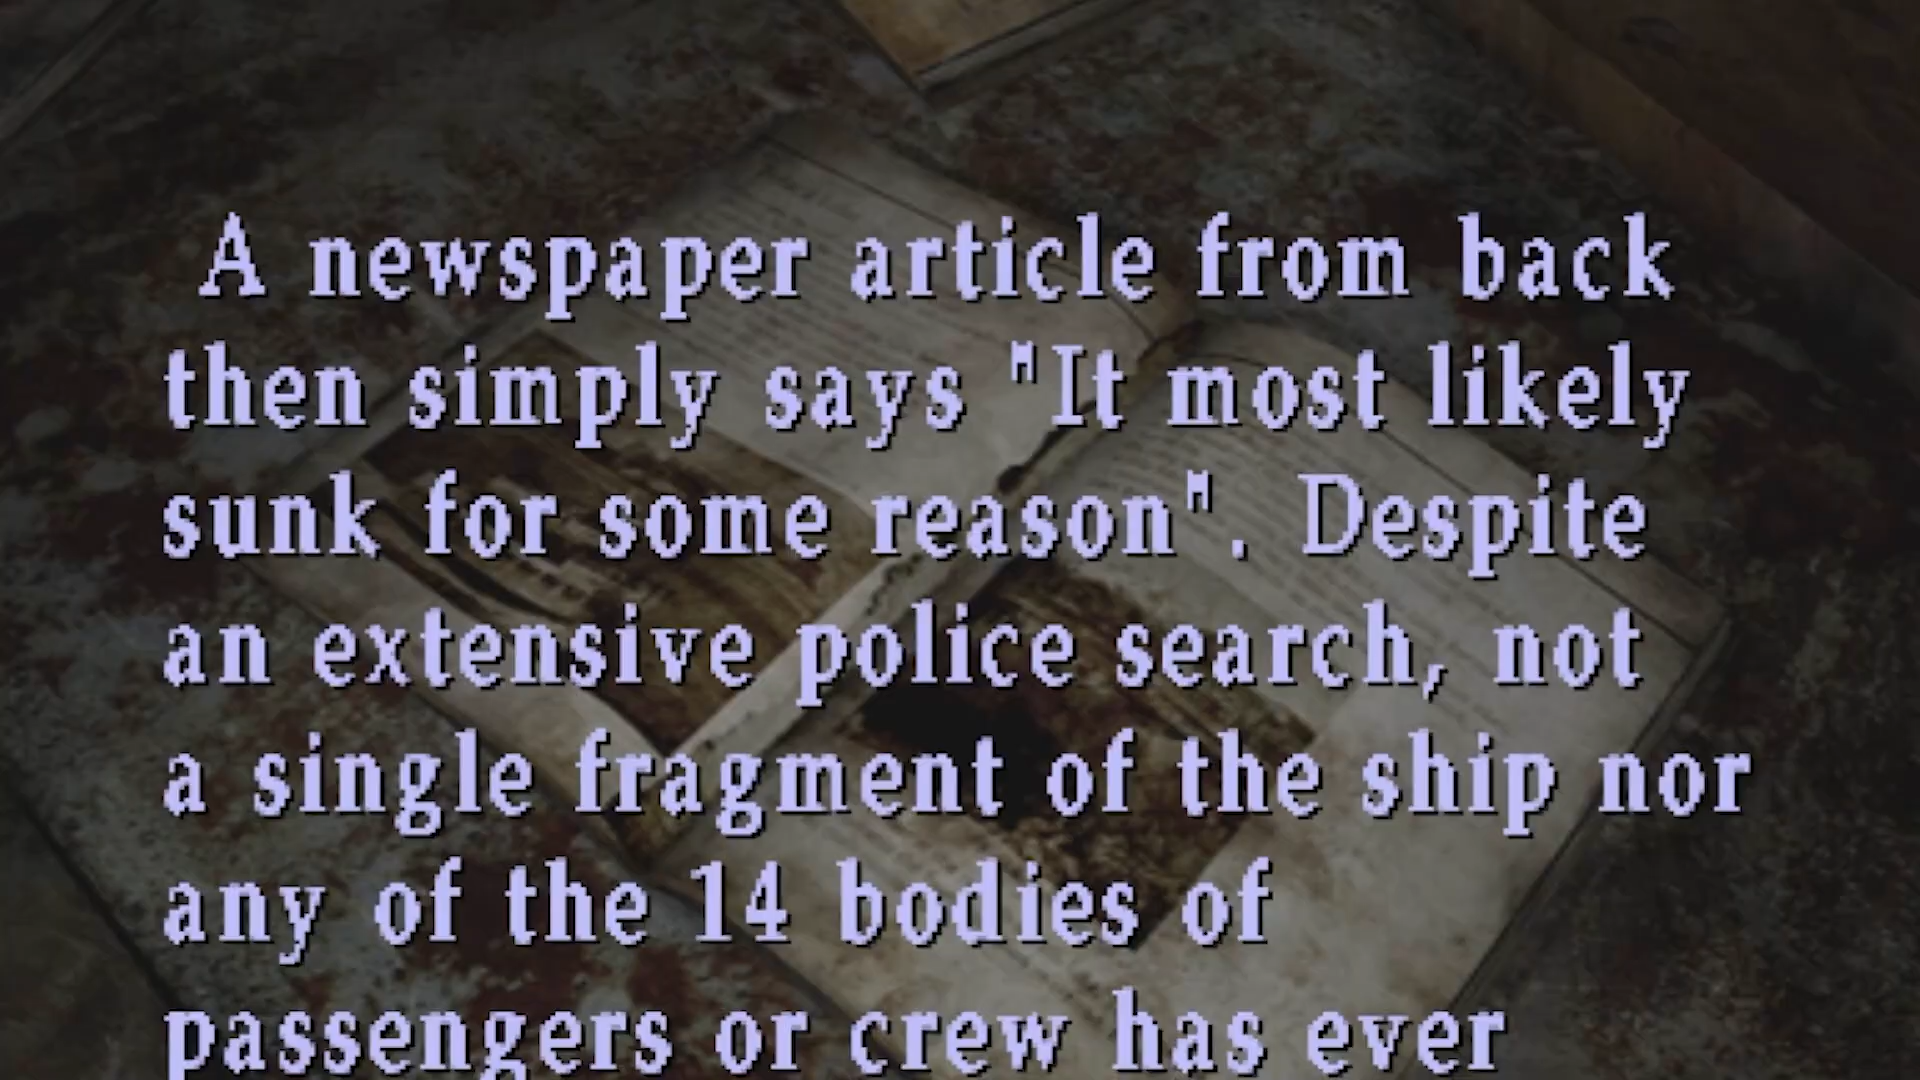 A newspaper article from back
then simply says "It most likely
sunk for some reason". Despite
an extensive police search, not
a single fragment of the ship nor
any of the 14 bodies of
passengers or crew has ever